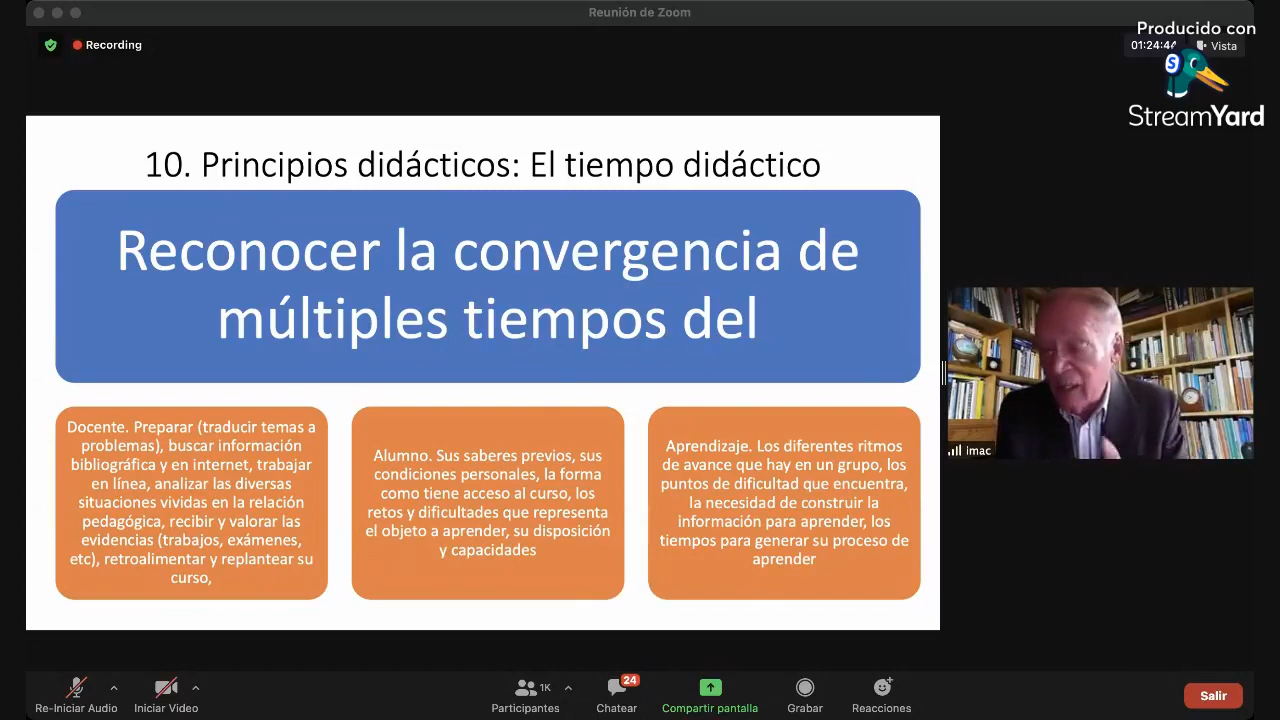 Reunión de Zoom
Producido con
Recording
Vista
StreamYard
10. Principios didácticos: El tiempo didáctico
Reconocer la convergencia de
múltiples tiempos del
Docente. Preparar (traducir temas a
problemas), buscar información
bibliográfica y en internet, trabajar
en línea, analizar las diversas
situaciones vividas en la relación
pedagógica, recibir y valorar las
evidencias (trabajos, exámenes,
etc), retroalimentar y replantear su
curso,
Alumno. Sus saberes previos, sus
condiciones personales, la forma
como tiene acceso al curso, los
retos y dificultades que representa
el objeto a aprender, su disposición
y capacidades
Aprendizaje. Los diferentes ritmos
de avance que hay en un grupo, los
puntos de dificultad que encuentra,
la necesidad de construir la
información para aprender, los
tiempos para generar su proceso de
aprender
imac
Re-Iniciar Audio
Iniciar Video
1K
Participantes
24
Chatear
Compartir pantalla
Grabar
Reacciones
Salir